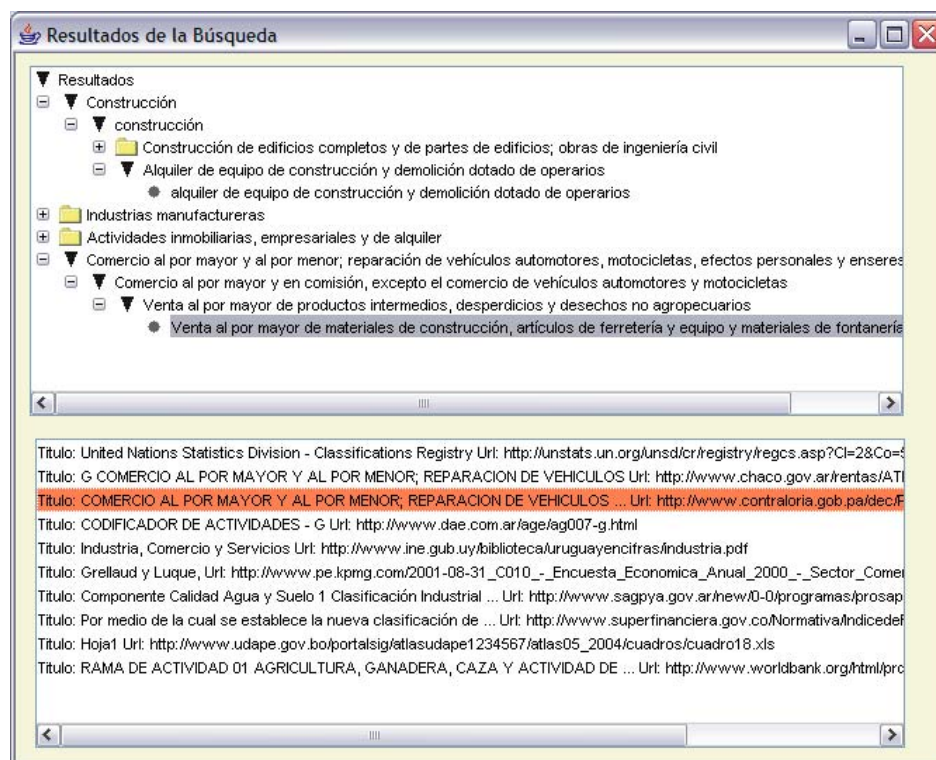 Resultados de la Búsqueda
Resultados
Construcción
construcción
Construcción de edificios completos y de partes de edificios; obras de ingeniería civil
Alquiler de equipo de construcción y demolición dotado de operarios
alquiler de equipo de construcción y demolición dotado de operarios
Industrias manufactureras
Actividades inmobiliarias, empresariales y de alquiler
Comercio al por mayor y al por menor; reparación de vehículos automotores, motocicletas, efectos personales y enseres
Comercio al por mayor y en comisión, excepto el comercio de vehículos automotores y motocicletas
Venta al por mayor de productos intermedios, desperdicios y desechos no agropecuarios
Venta al por mayor de materiales de construcción, artículos de ferretería y equipo y materiales de fontanería
Titulo: United Nations Statistics Division - Classifications Registry Url: http://unstats.un.org/unsd/cr/registry/regcs.asp?Cl=2&Co=
Titulo: G COMERCIO AL POR MAYOR Y AL POR MENOR; REPARACION DE VEHICULOS Url: http://www.chaco.gov.ar/rentas/ATI
Titulo: COMERCIO AL POR MAYOR Y AL POR MENOR; REPARACION DE VEHICULOS ... Url: http://www.contraloria.gob.pa/dec/
Titulo: CODIFICADOR DE ACTIVIDADES - G Url: http://www.dae.com.ar/age/ag007-g.html
Titulo: Industria, Comercio y Servicios Url: http://www.ine.gub.uy/biblioteca/uruguayencifras/industria.pdf
Titulo: Grellaud y Luque, Url: http://www.pe.kpmg.com/2001-08-31_C010_-_Encuesta_Economica_Anual_2000_-_Sector_Comer
Titulo: Componente Calidad Agua y Suelo 1 Clasificación Industrial ... Url: http://www.sagpya.gov.ar/new/0-0/programas/prosap
Titulo: Por medio de la cual se establece la nueva clasificación de ... Url: http://www.superfinanciera.gov.co/Normativa/Indicede
Titulo: Hoja1 Url: http://www.udape.gov.bo/portalsig/atlasudape1234567/atlas05_2004/cuadros/cuadro18.xls
Titulo: RAMA DE ACTIVIDAD 01 AGRICULTURA, GANADERA, CAZA Y ACTIVIDAD DE ... Url: http://www.worldbank.org/html/prc